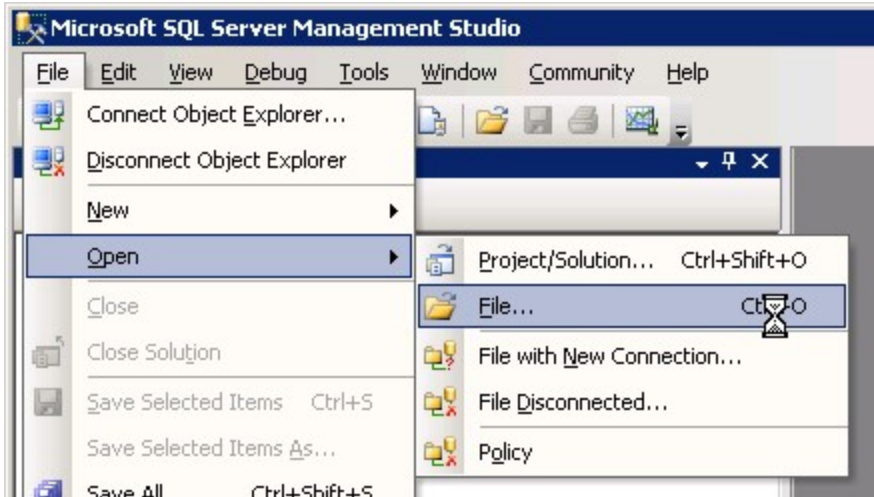 Microsoft SQL Server Management Studio
File Edit View Debug Tools Window Community Help
Connect Object Explorer...
Disconnect Object Explorer
New
Open
Project/Solution... Ctrl+Shift+O
Close
File...
Close Solution
File with New Connection...
Save Selected Items Ctrl+S
File Disconnected...
Save Selected Items As...
Policy
Save All Ctrl+Shift+S